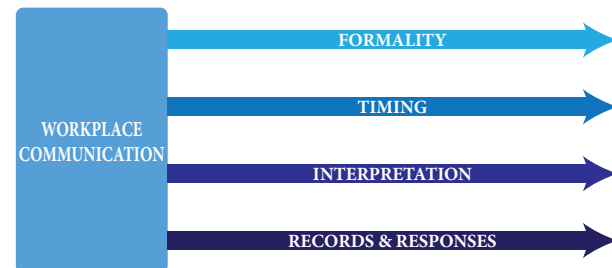 WORKPLACE
COMMUNICATION
FORMALITY
TIMING
INTERPRETATION
RECORDS & RESPONSES